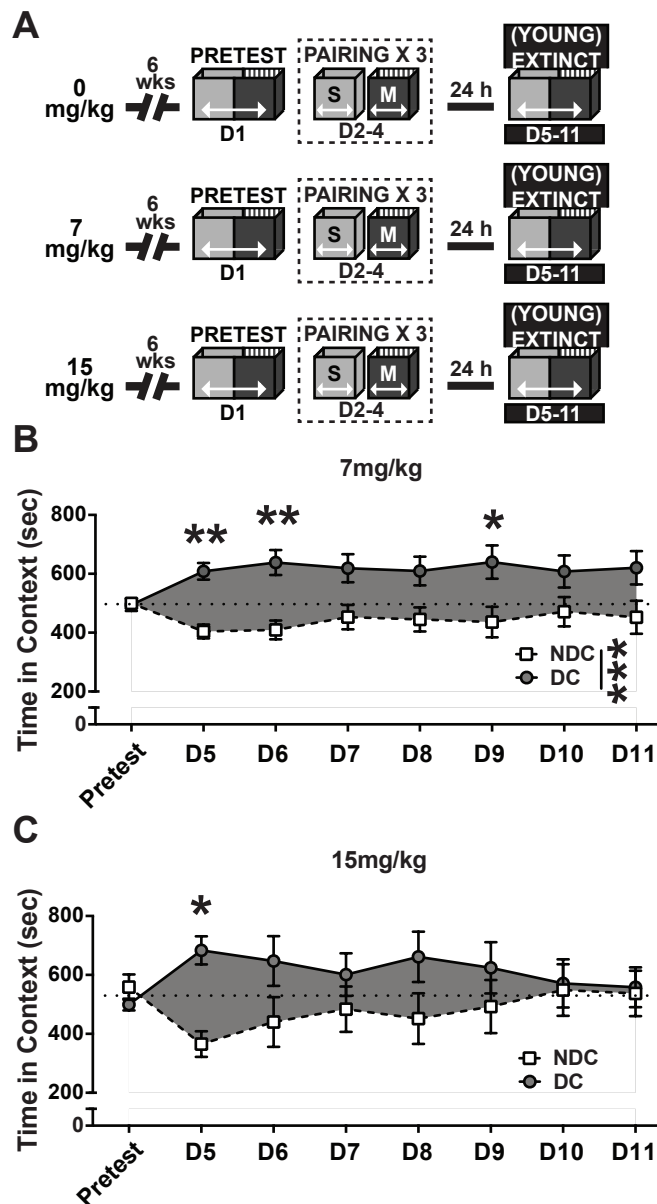 A
0
mg/kg
6
wks
PRETEST
D1
PAIRING X 3
S
M
D2-4
24 h
(YOUNG)
EXTINCT
D5-11
7
mg/kg
6
wks
PRETEST
D1
PAIRING X 3
S
M
D2-4
24 h
(YOUNG)
EXTINCT
D5-11
15
mg/kg
6
wks
PRETEST
D1
PAIRING X 3
S
M
D2-4
24 h
(YOUNG)
EXTINCT
D5-11
B
7mg/kg
Time in Context (sec)
800
600
400
200
0
**
**
*
NDC
DC
***
Pretest
D5
D6
D7
D8
D9
D10
D11
C
15mg/kg
Time in Context (sec)
800
600
400
200
0
*
NDC
DC
Pretest
D5
D6
D7
D8
D9
D10
D11